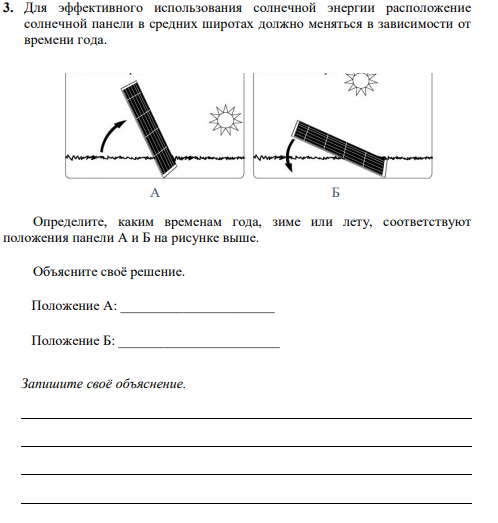 3. Для эффективного использования солнечной энергии расположение
солнечной панели в средних широтах должно меняться в зависимости от
времени года.
А
Б
Определите, каким временам года, зиме или лету, соответствуют
положения панели А и Б на рисунке выше.
Объясните своё решение.
Положение А:
Положение Б:
Запишите своё объяснение.